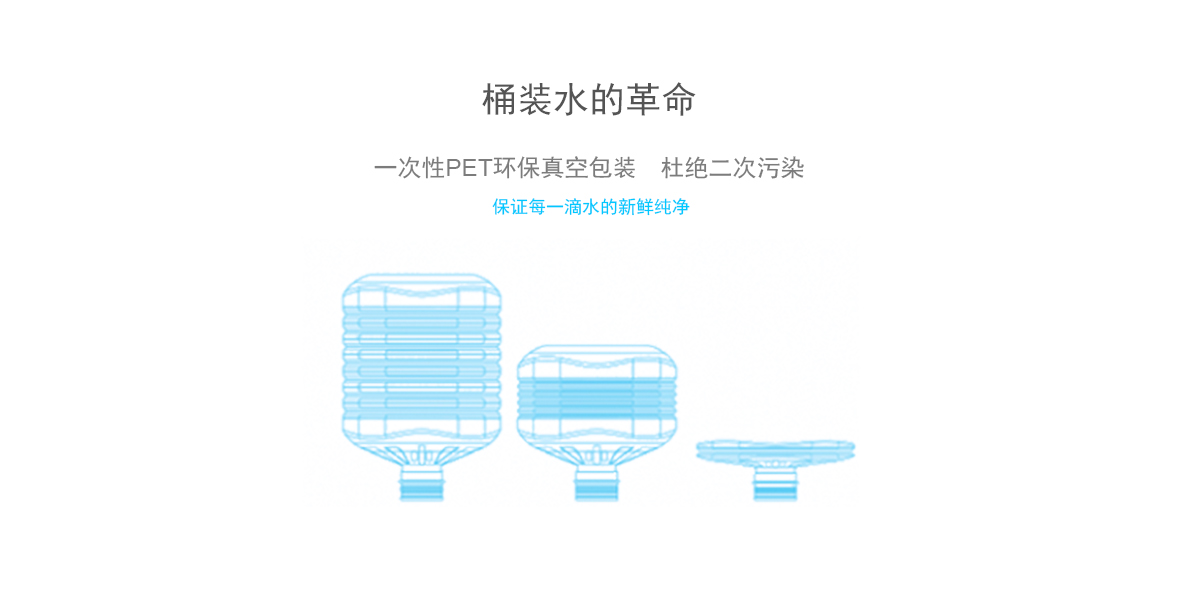 桶装水的革命
一次性PET环保真空包装　杜绝二次污染
保证每一滴水的新鲜纯净